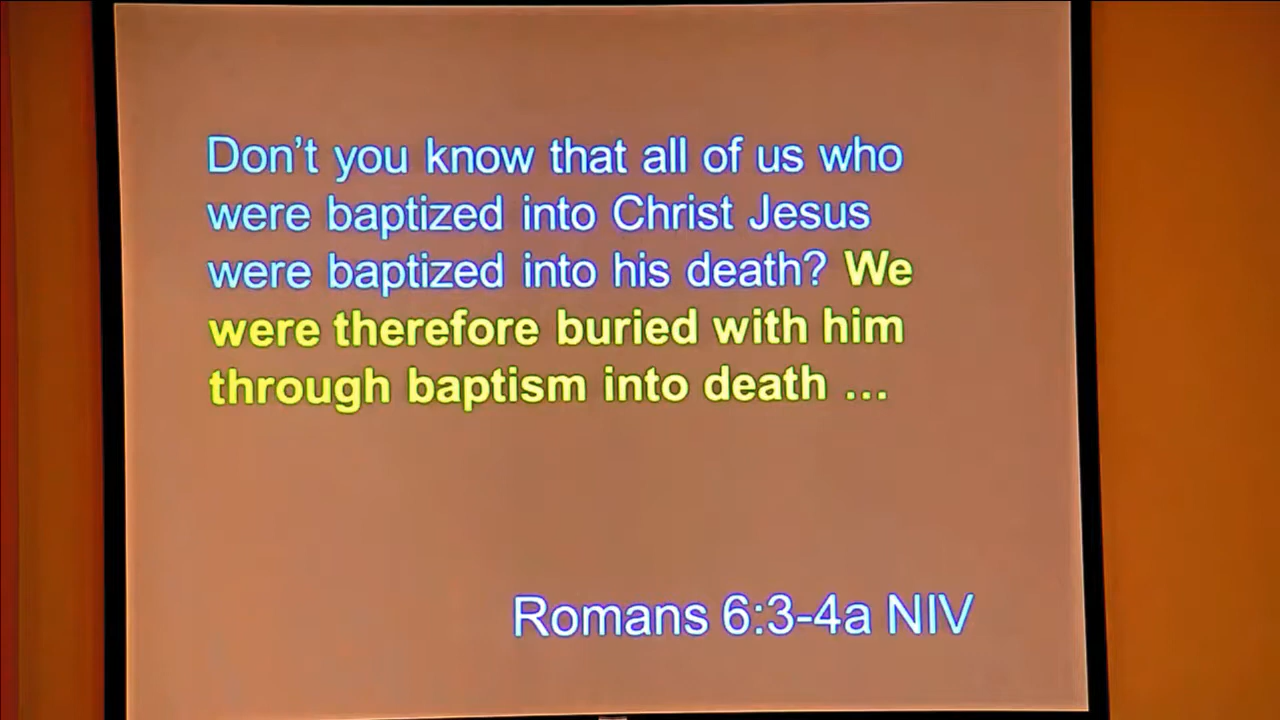 Don't you know that all of us who
were baptized into Christ Jesus
were baptized into his death? We
were therefore buried with him
through baptism into death ...
Romans 6:3-4a NIV